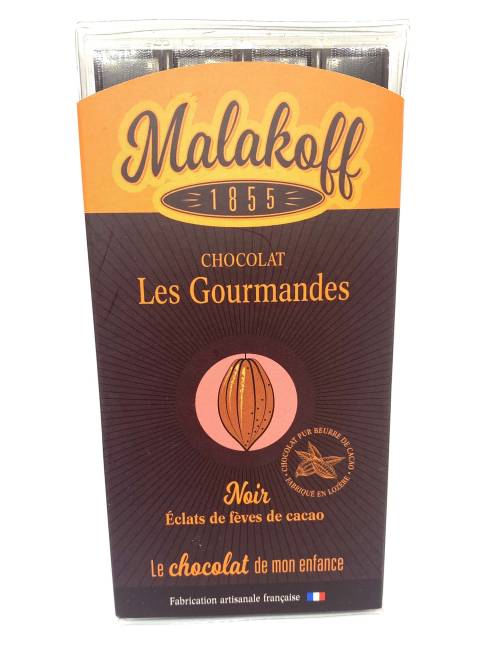 Malakoff
1855
CHOCOLAT
Les Gourmandes
CHOCOLAT PUR BEURRE DE CACAO
FABRIQUÉ EN LOZÈRE
Noir
Éclats de fèves de cacao
Le chocolat de mon enfance
Fabrication artisanale française